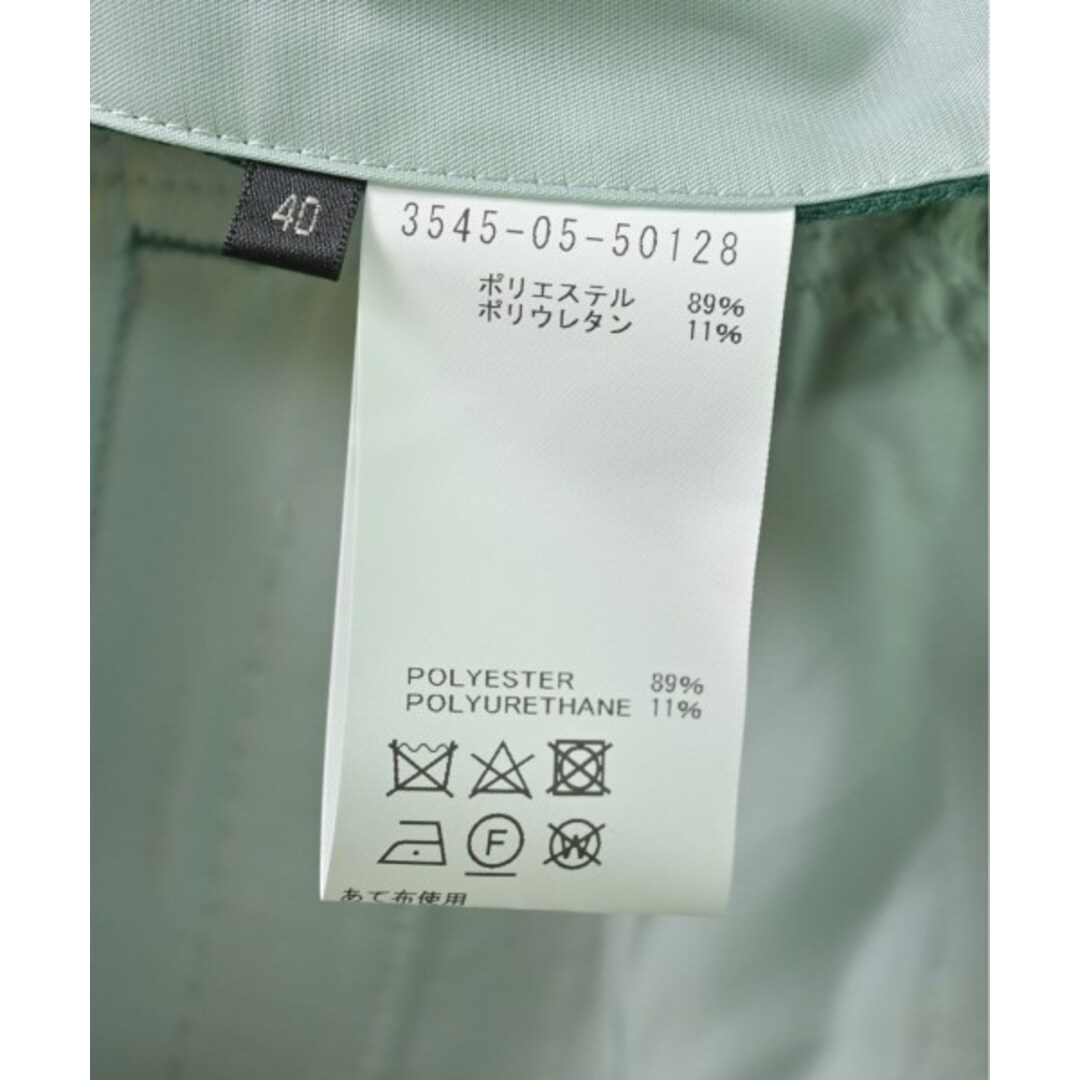 40
3545-05-50128
ポリエステル 89%
ポリウレタン 11%
POLYESTER 89%
POLYURETHANE 11%
F W
あて布使用